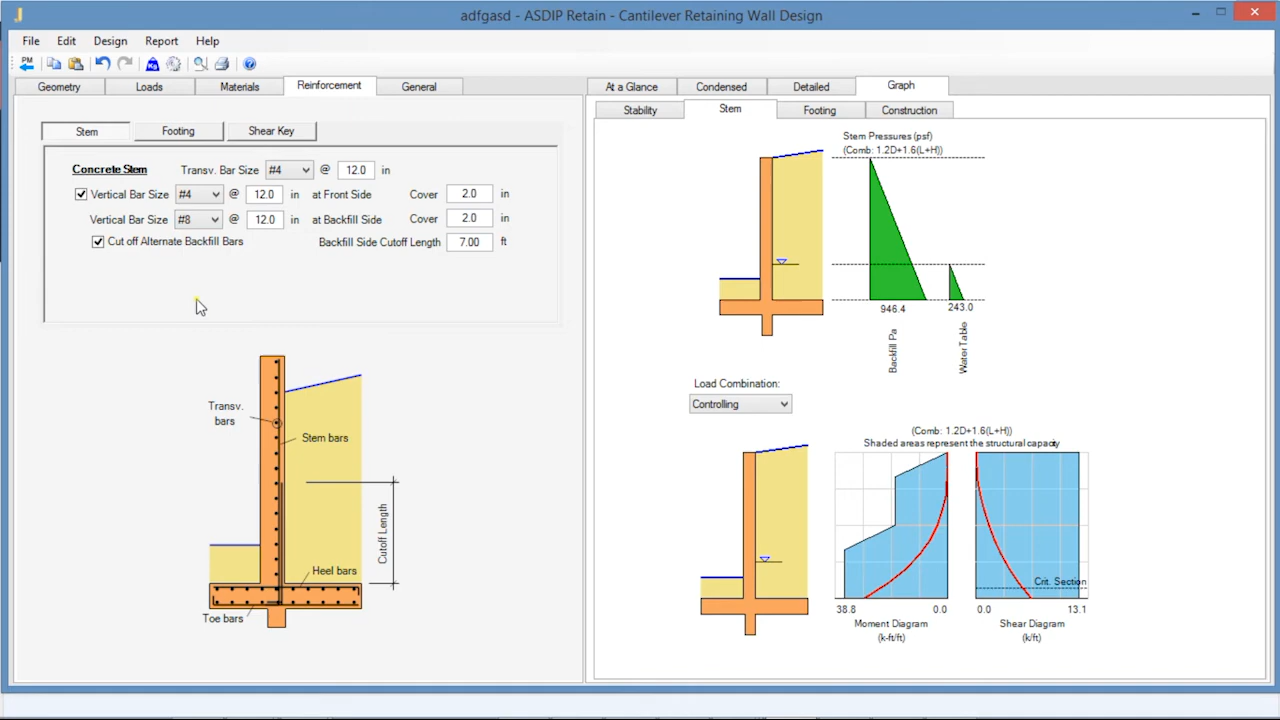 adfgasd - ASDIP Retain - Cantilever Retaining Wall Design
File Edit Design Report Help
PM
Kg
Geometry Loads Materials Reinforcement General
At a Glance Condensed Detailed Graph
Stability Stem Footing Construction
Stem Footing Shear Key
Concrete Stem Transv. Bar Size #4 @ 12.0 in
Vertical Bar Size #4 @ 12.0 in at Front Side Cover 2.0 in
Vertical Bar Size #8 @ 12.0 in at Backfill Side Cover 2.0 in
Cut off Alternate Backfill Bars Backfill Side Cutoff Length 7.00 ft
Transv.
bars
Stem bars
Cutoff Length
Heel bars
Toe bars
Stem Pressures (psf)
(Comb: 1.2D+1.6(L+H))
946.4 243.0
Backfill Pa
Water Table
Load Combination:
Controlling
(Comb: 1.2D+1.6(L+H))
Shaded areas represent the structural capacity
Crit. Section
38.8 0.0 0.0 13.1
Moment Diagram Shear Diagram
(k-ft/ft) (k/ft)